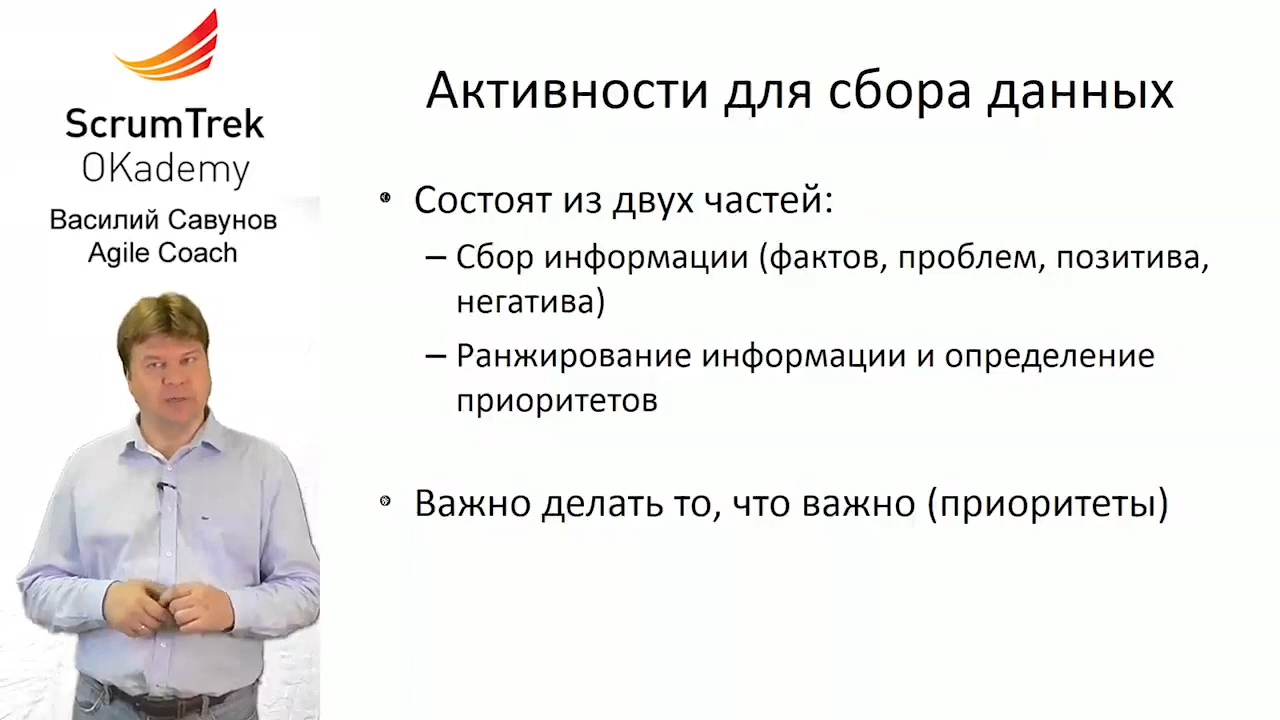 ScrumTrek
OKademy
Василий Савунов
Agile Coach
Активности для сбора данных
• Состоят из двух частей:
– Сбор информации (фактов, проблем, позитива,
негатива)
– Ранжирование информации и определение
приоритетов
• Важно делать то, что важно (приоритеты)